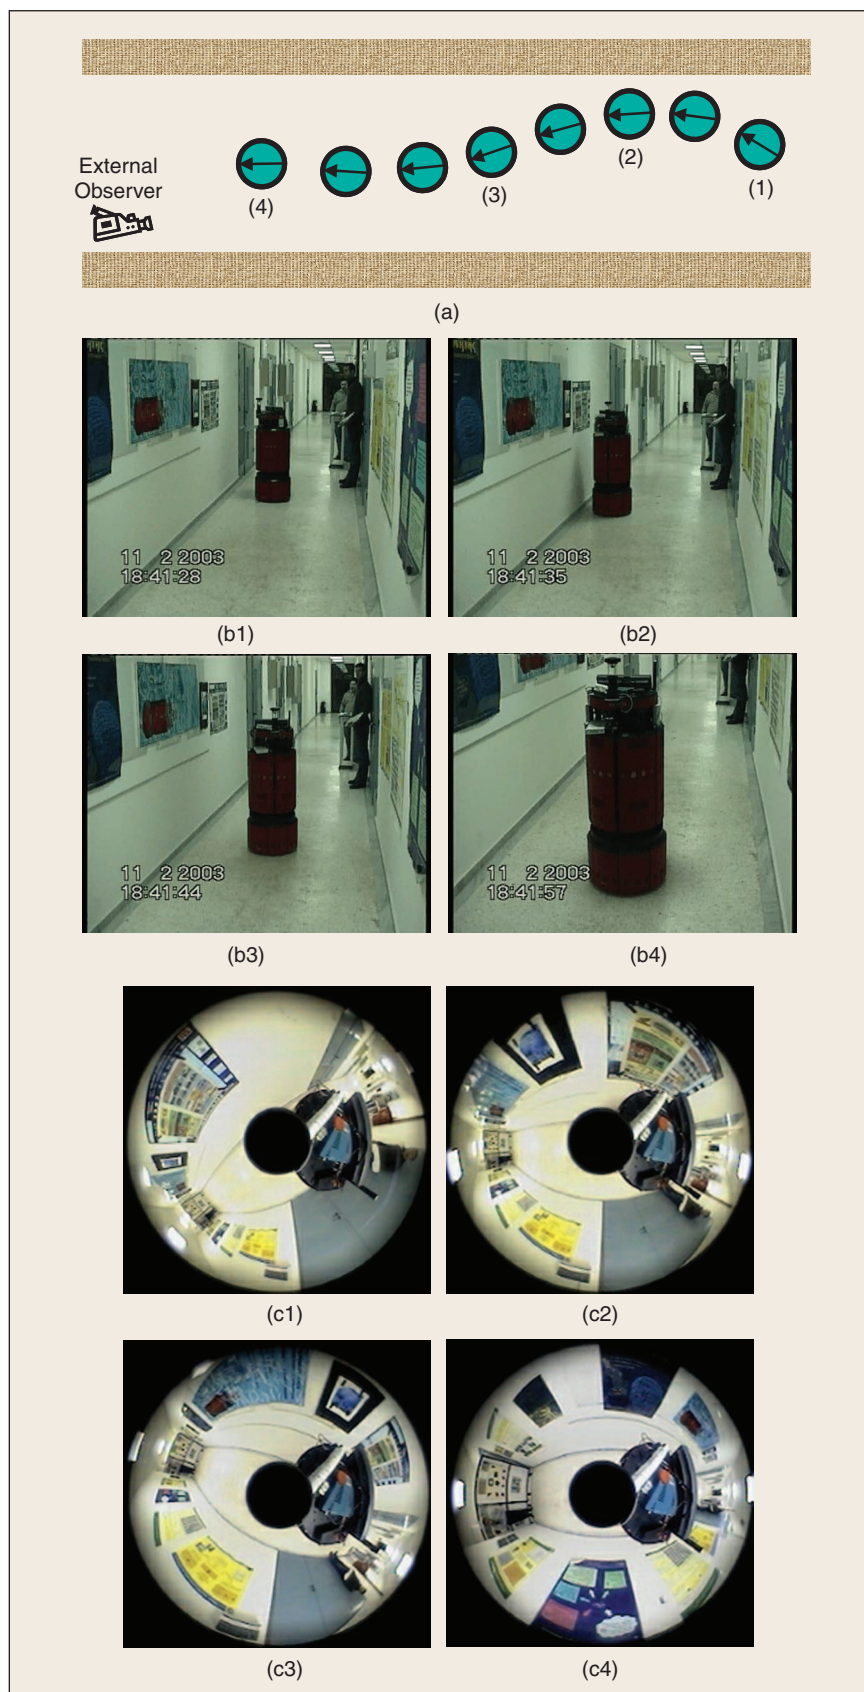 External
Observer
(4)
(3)
(2)
(1)
(a)
11 2 2003
18:41:28
11 2 2003
18:41:35
(b1)
(b2)
11 2 2003
18:41:44
11 2 2003
18:41:57
(b3)
(b4)
(c1)
(c2)
(c3)
(c4)